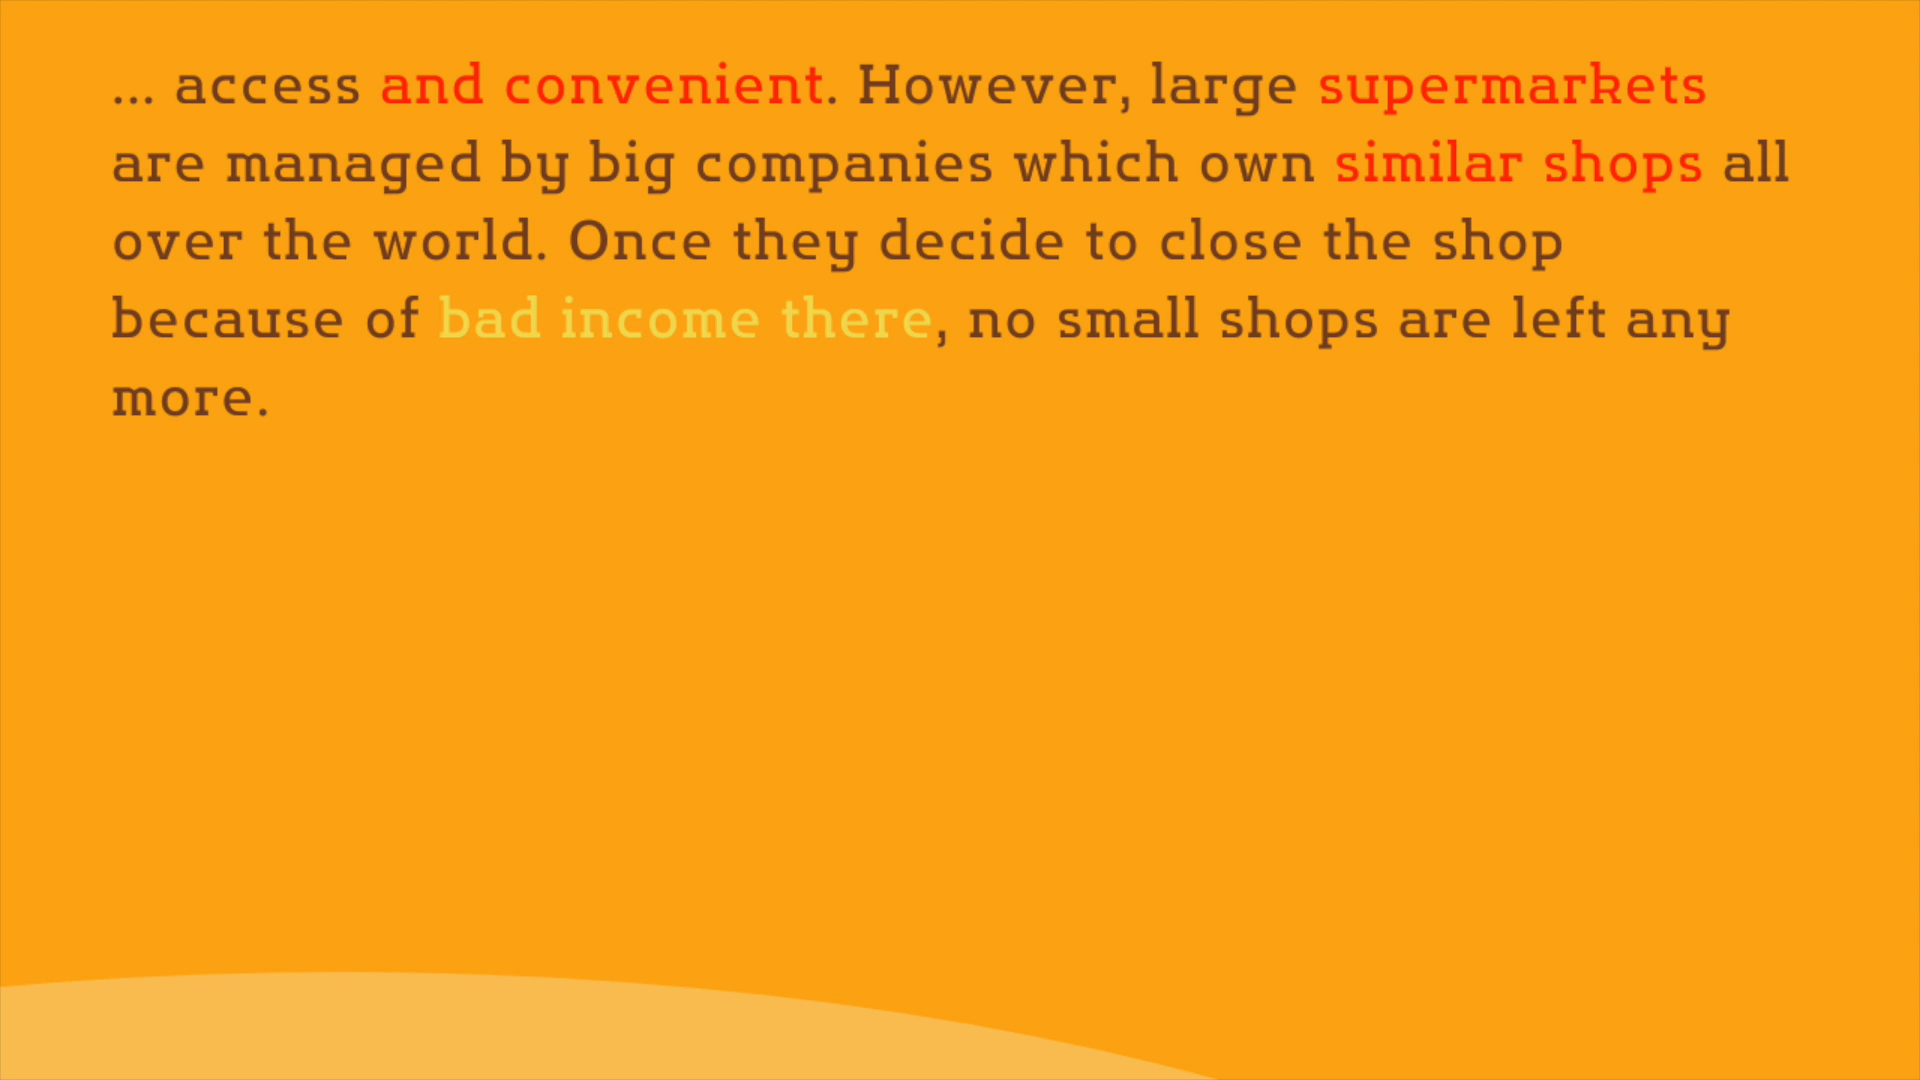 ... access and convenient. However, large supermarkets
are managed by big companies which own similar shops all
over the world. Once they decide to close the shop
because of bad income there, no small shops are left any
more.